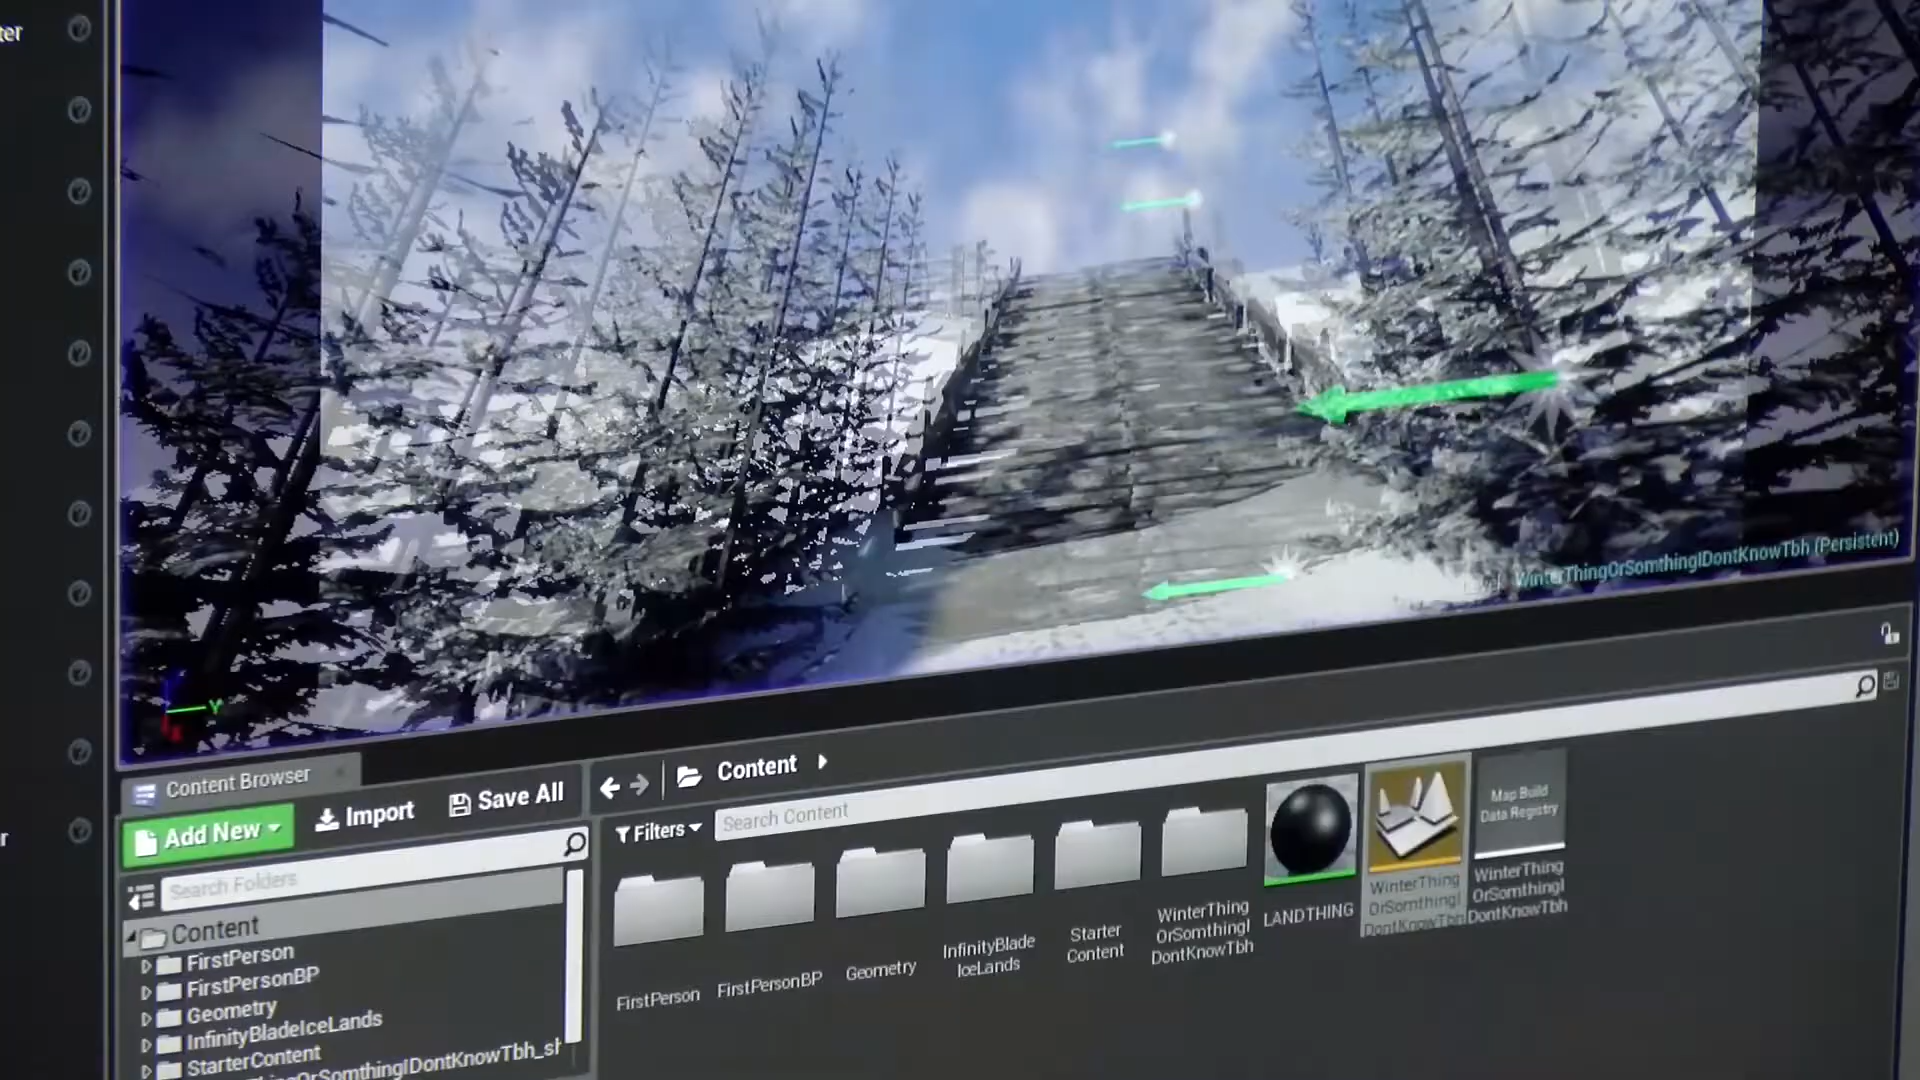 ter
WinterThingOrSomthingIDontKnowTbh (Persistent)
Content Browser
Add New
Import
Save All
Content
Filters
Search Content
Search Folders
Content
FirstPerson
FirstPersonBP
Geometry
InfinityBladeIceLands
StarterContent
ingOrSomthingIDontKnowTbh_sh
FirstPerson
FirstPersonBP
Geometry
InfinityBlade
IceLands
Starter
Content
WinterThing
OrSomthingI
DontKnowTbh
LANDTHING
WinterThing
OrSomthingI
DontKnowTbh
Map Build
Data Registry
WinterThing
OrSomthingI
DontKnowTbh
r
Y